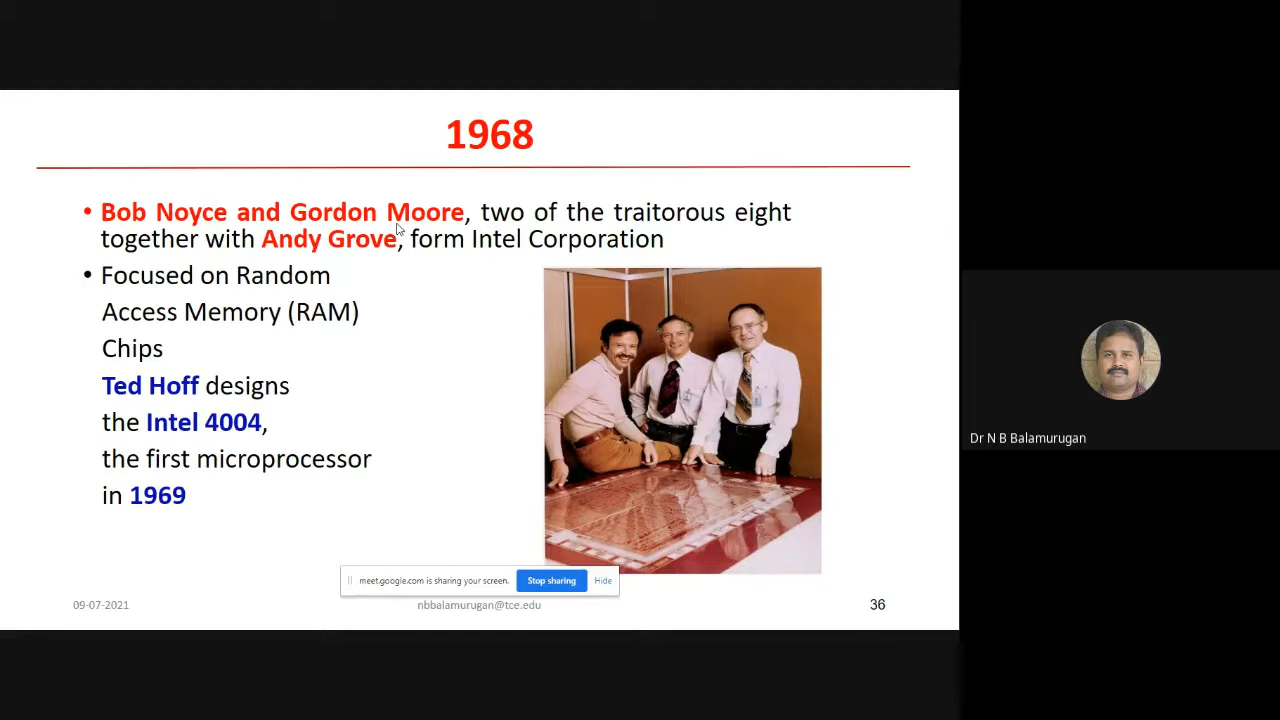 1968
• Bob Noyce and Gordon Moore, two of the traitorous eight
together with Andy Grove, form Intel Corporation
• Focused on Random
Access Memory (RAM)
Chips
Ted Hoff designs
the Intel 4004,
the first microprocessor
in 1969
meet.google.com is sharing your screen. Stop sharing Hide
09-07-2021 nbbalamurugan@tce.edu 36
Dr N B Balamurugan